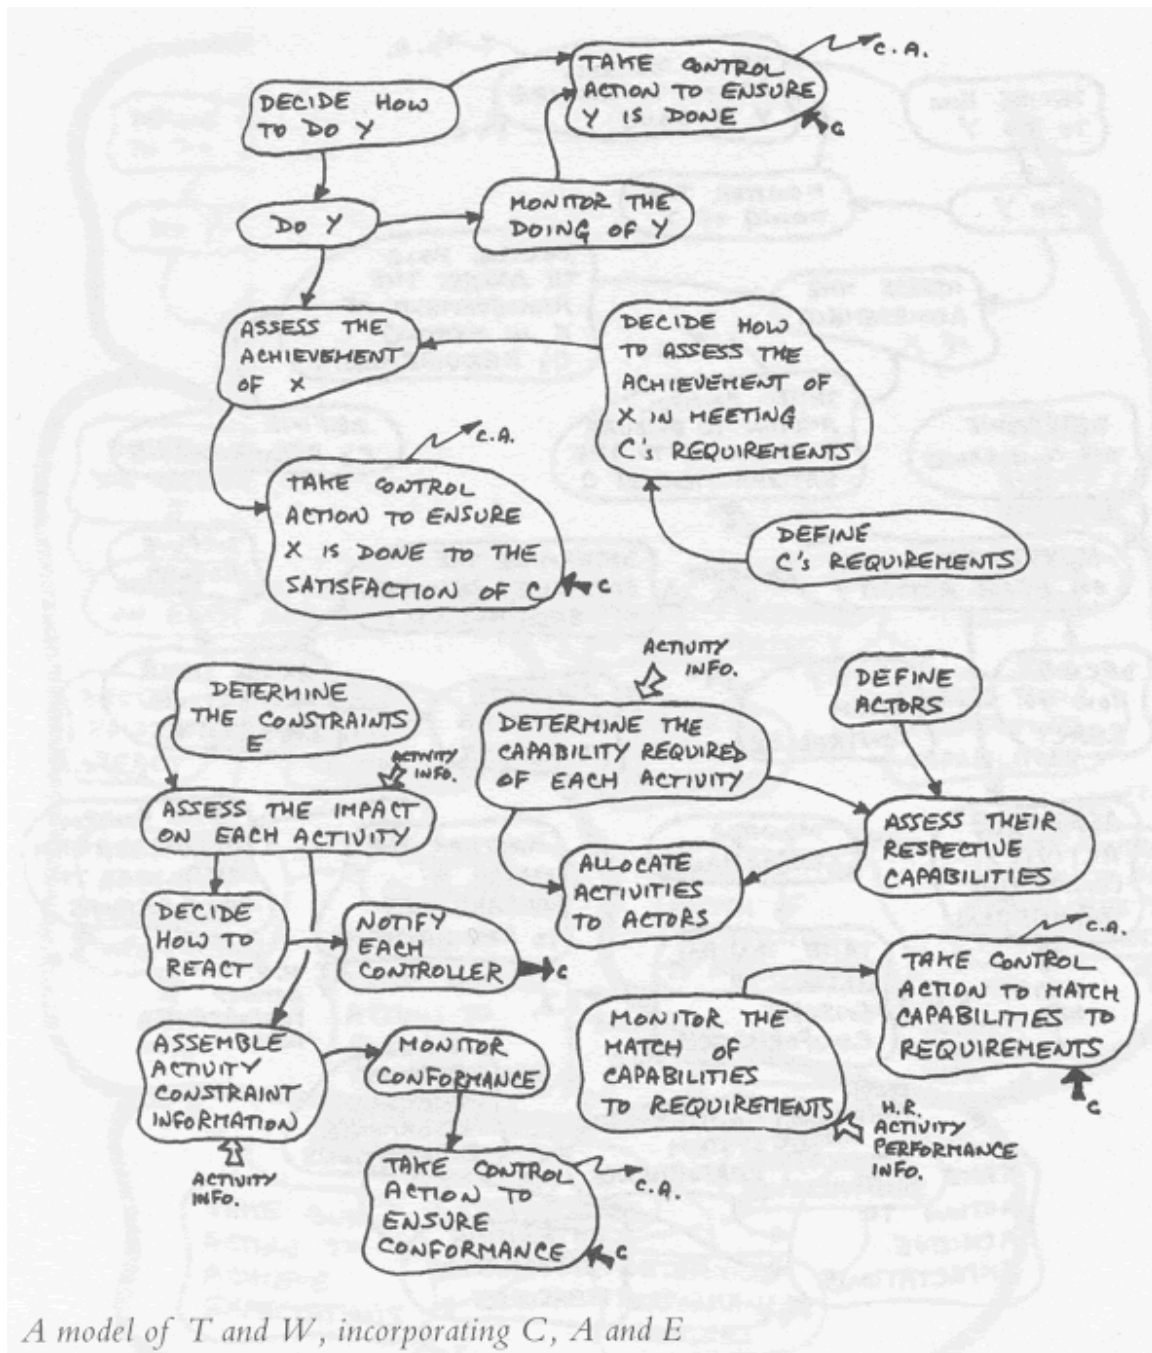 DECIDE HOW
TO DO Y
TAKE CONTROL
ACTION TO ENSURE
Y IS DONE
C.A.
C
DO Y
MONITOR THE
DOING OF Y
ASSESS THE
ACHIEVEMENT
OF X
DECIDE HOW
TO ASSESS THE
ACHIEVEMENT OF
X IN MEETING
C's REQUIREMENTS
C.A.
TAKE CONTROL
ACTION TO ENSURE
X IS DONE TO THE
SATISFACTION OF C
C
DEFINE
C's REQUIREMENTS
DETERMINE
THE CONSTRAINTS
E
ACTIVITY
INFO.
ASSESS THE IMPACT
ON EACH ACTIVITY
DECIDE
HOW TO
REACT
NOTIFY
EACH
CONTROLLER
C
ASSEMBLE
ACTIVITY
CONSTRAINT
INFORMATION
ACTIVITY
INFO.
MONITOR
CONFORMANCE
TAKE CONTROL
ACTION TO
ENSURE
CONFORMANCE
C.A.
C
ACTIVITY
INFO.
DETERMINE THE
CAPABILITY REQUIRED
OF EACH ACTIVITY
DEFINE
ACTORS
ASSESS THEIR
RESPECTIVE
CAPABILITIES
ALLOCATE
ACTIVITIES
TO ACTORS
C.A.
TAKE CONTROL
ACTION TO MATCH
CAPABILITIES TO
REQUIREMENTS
C
MONITOR THE
MATCH OF
CAPABILITIES
TO REQUIREMENTS
H.R.
ACTIVITY
PERFORMANCE
INFO.
A model of T and W, incorporating C, A and E